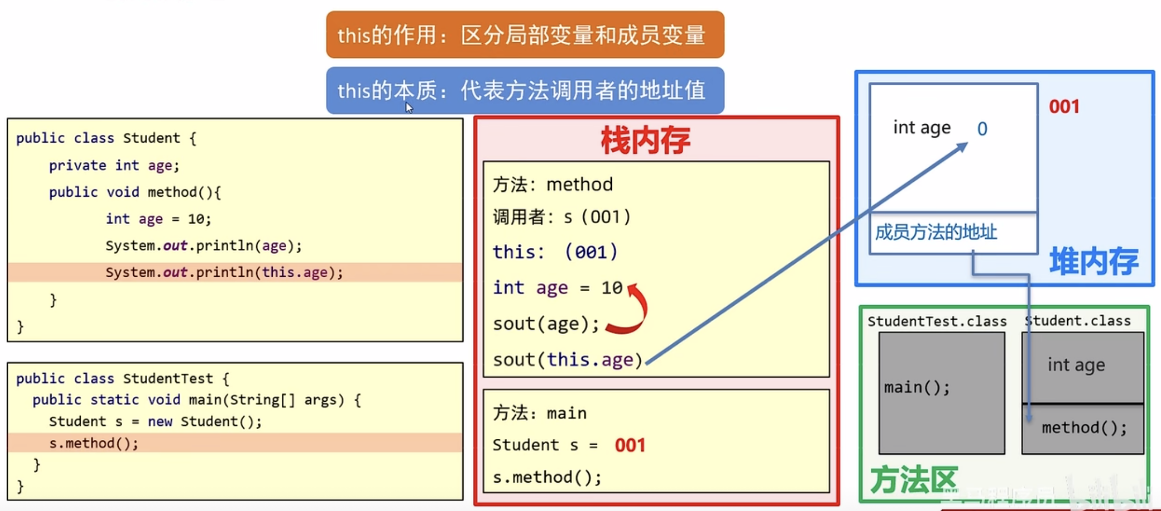 this的作用：区分局部变量和成员变量
this的本质：代表方法调用者的地址值
public class Student {
private int age;
public void method(){
int age = 10;
System.out.println(age);
System.out.println(this.age);
}
}
public class StudentTest {
public static void main(String[] args) {
Student s = new Student();
s.method();
}
}
栈内存
方法：method
调用者：s（001）
this：（001）
int age = 10
sout(age);
sout(this.age)
方法：main
Student s = 001
s.method();
int age 0
001
成员方法的地址
堆内存
StudentTest.class
main();
Student.class
int age
method();
方法区